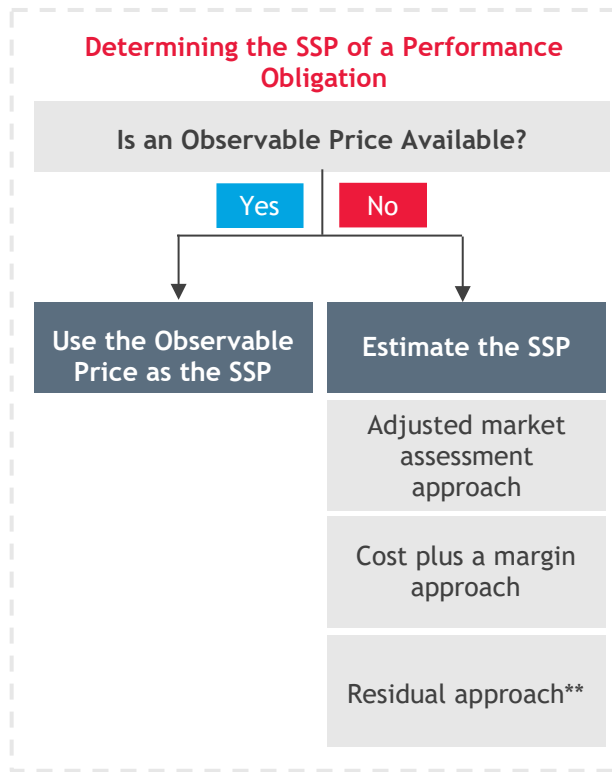 Determining the SSP of a Performance
Obligation
Is an Observable Price Available?
Yes
No
Use the Observable
Price as the SSP
Estimate the SSP
Adjusted market
assessment
approach
Cost plus a margin
approach
Residual approach**